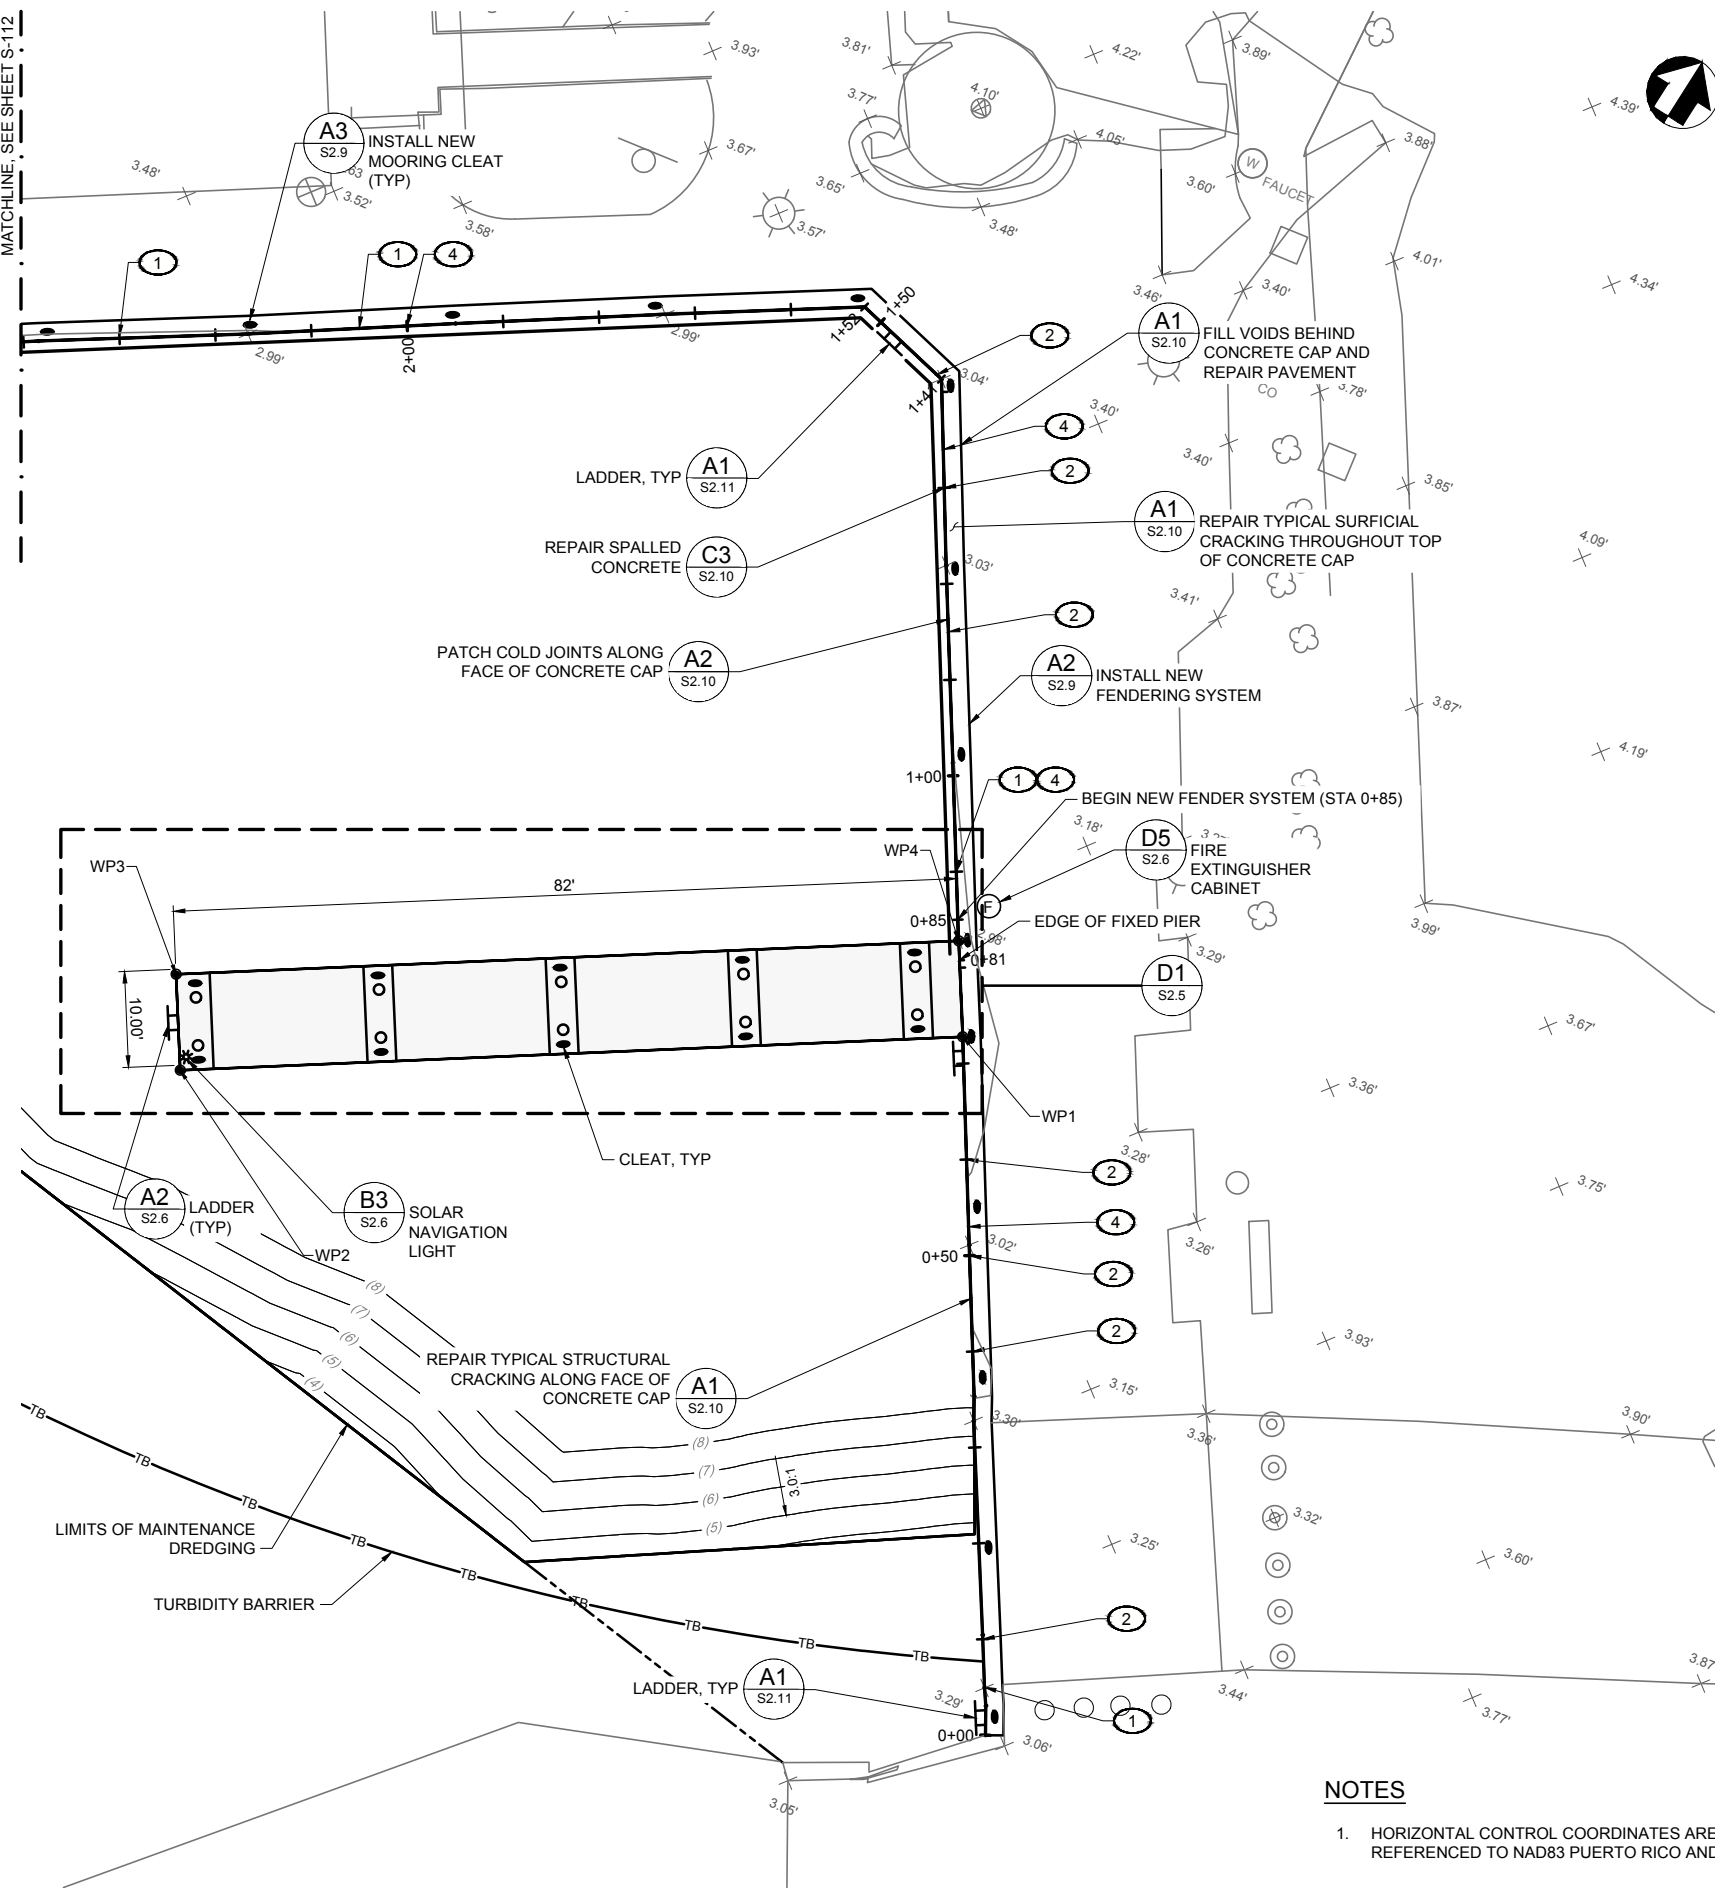 MATCHLINE, SEE SHEET S-112
3.93'
3.81'
4.22'
3.89'
4.39'
3.77'
4.10'
4.05'
3.88'
A3
S2.9
INSTALL NEW
MOORING CLEAT
(TYP)
63
3.48'
3.52'
3.58'
3.67'
3.65'
3.57'
3.48'
W
FAUCET
3.60'
4.01'
3.46'
3.40'
4.34'
1
1
4
2.99'
2+00
2.99'
1+52
1+50
2
A1
S2.10
FILL VOIDS BEHIND
CONCRETE CAP AND
REPAIR PAVEMENT
CO
3.78'
3.04'
3.40'
4
3.40'
2
3.85'
LADDER, TYP
A1
S2.11
A1
S2.10
REPAIR TYPICAL SURFICIAL
CRACKING THROUGHOUT TOP
OF CONCRETE CAP
REPAIR SPALLED
CONCRETE
C3
S2.10
3.03'
4.09'
3.41'
2
PATCH COLD JOINTS ALONG
FACE OF CONCRETE CAP
A2
S2.10
A2
S2.9
INSTALL NEW
FENDERING SYSTEM
3.87'
4.19'
1+00
1
4
BEGIN NEW FENDER SYSTEM (STA 0+85)
3.18'
D5
S2.6
FIRE
EXTINGUISHER
CABINET
WP3
WP4
82'
F
0+85
EDGE OF FIXED PIER
3.99'
2.98'
0+81
3.29'
D1
S2.5
10.00'
3.67'
3.36'
WP1
CLEAT, TYP
3.28'
2
3.75'
A2
S2.6
LADDER
(TYP)
B3
S2.6
SOLAR
NAVIGATION
LIGHT
WP2
4
3.26'
3.02'
0+50
2
(8)
(7)
(6)
(5)
(4)
2
3.93'
REPAIR TYPICAL STRUCTURAL
CRACKING ALONG FACE OF
CONCRETE CAP
A1
S2.10
3.15'
3.30'
3.36'
3.90'
(8)
(7)
(6)
(5)
3.0:1
TB
TB
TB
TB
TB
TB
TB
TB
TB
LIMITS OF MAINTENANCE
DREDGING
TURBIDITY BARRIER
3.32'
3.25'
3.60'
2
LADDER, TYP
A1
S2.11
3.29'
3.44'
3.87
3.77'
1
0+00
3.06'
3.05'
NOTES
1. HORIZONTAL CONTROL COORDINATES ARE
REFERENCED TO NAD83 PUERTO RICO AND